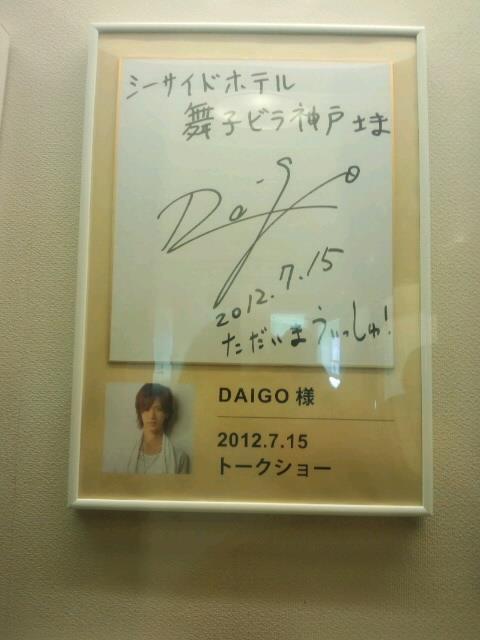 シーサイドホテル
舞子ビラ神戸さま
Daigo
2012.7.15
ただいまうぃっしゅ!
DAIGO 様
2012.7.15
トークショー